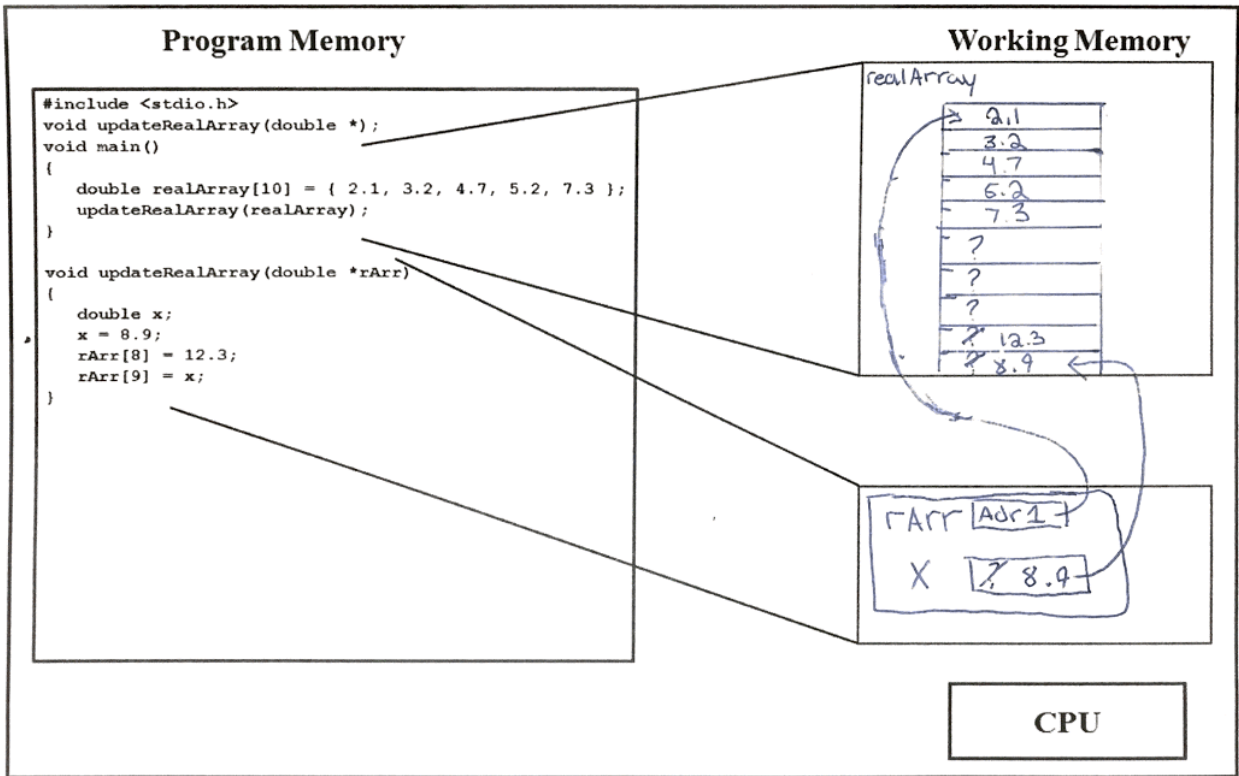 Program Memory
#include <stdio.h>
void updateRealArray(double *);
void main()
{
double realArray[10] = { 2.1, 3.2, 4.7, 5.2, 7.3 };
updateRealArray(realArray);
}
void updateRealArray(double *rArr)
{
double x;
x = 8.9;
rArr[8] = 12.3;
rArr[9] = x;
}
Working Memory
realArray
2.1
3.2
4.7
5.2
7.3
?
?
?
? 12.3
? 8.9
rArr Adr1
X ? 8.9
CPU